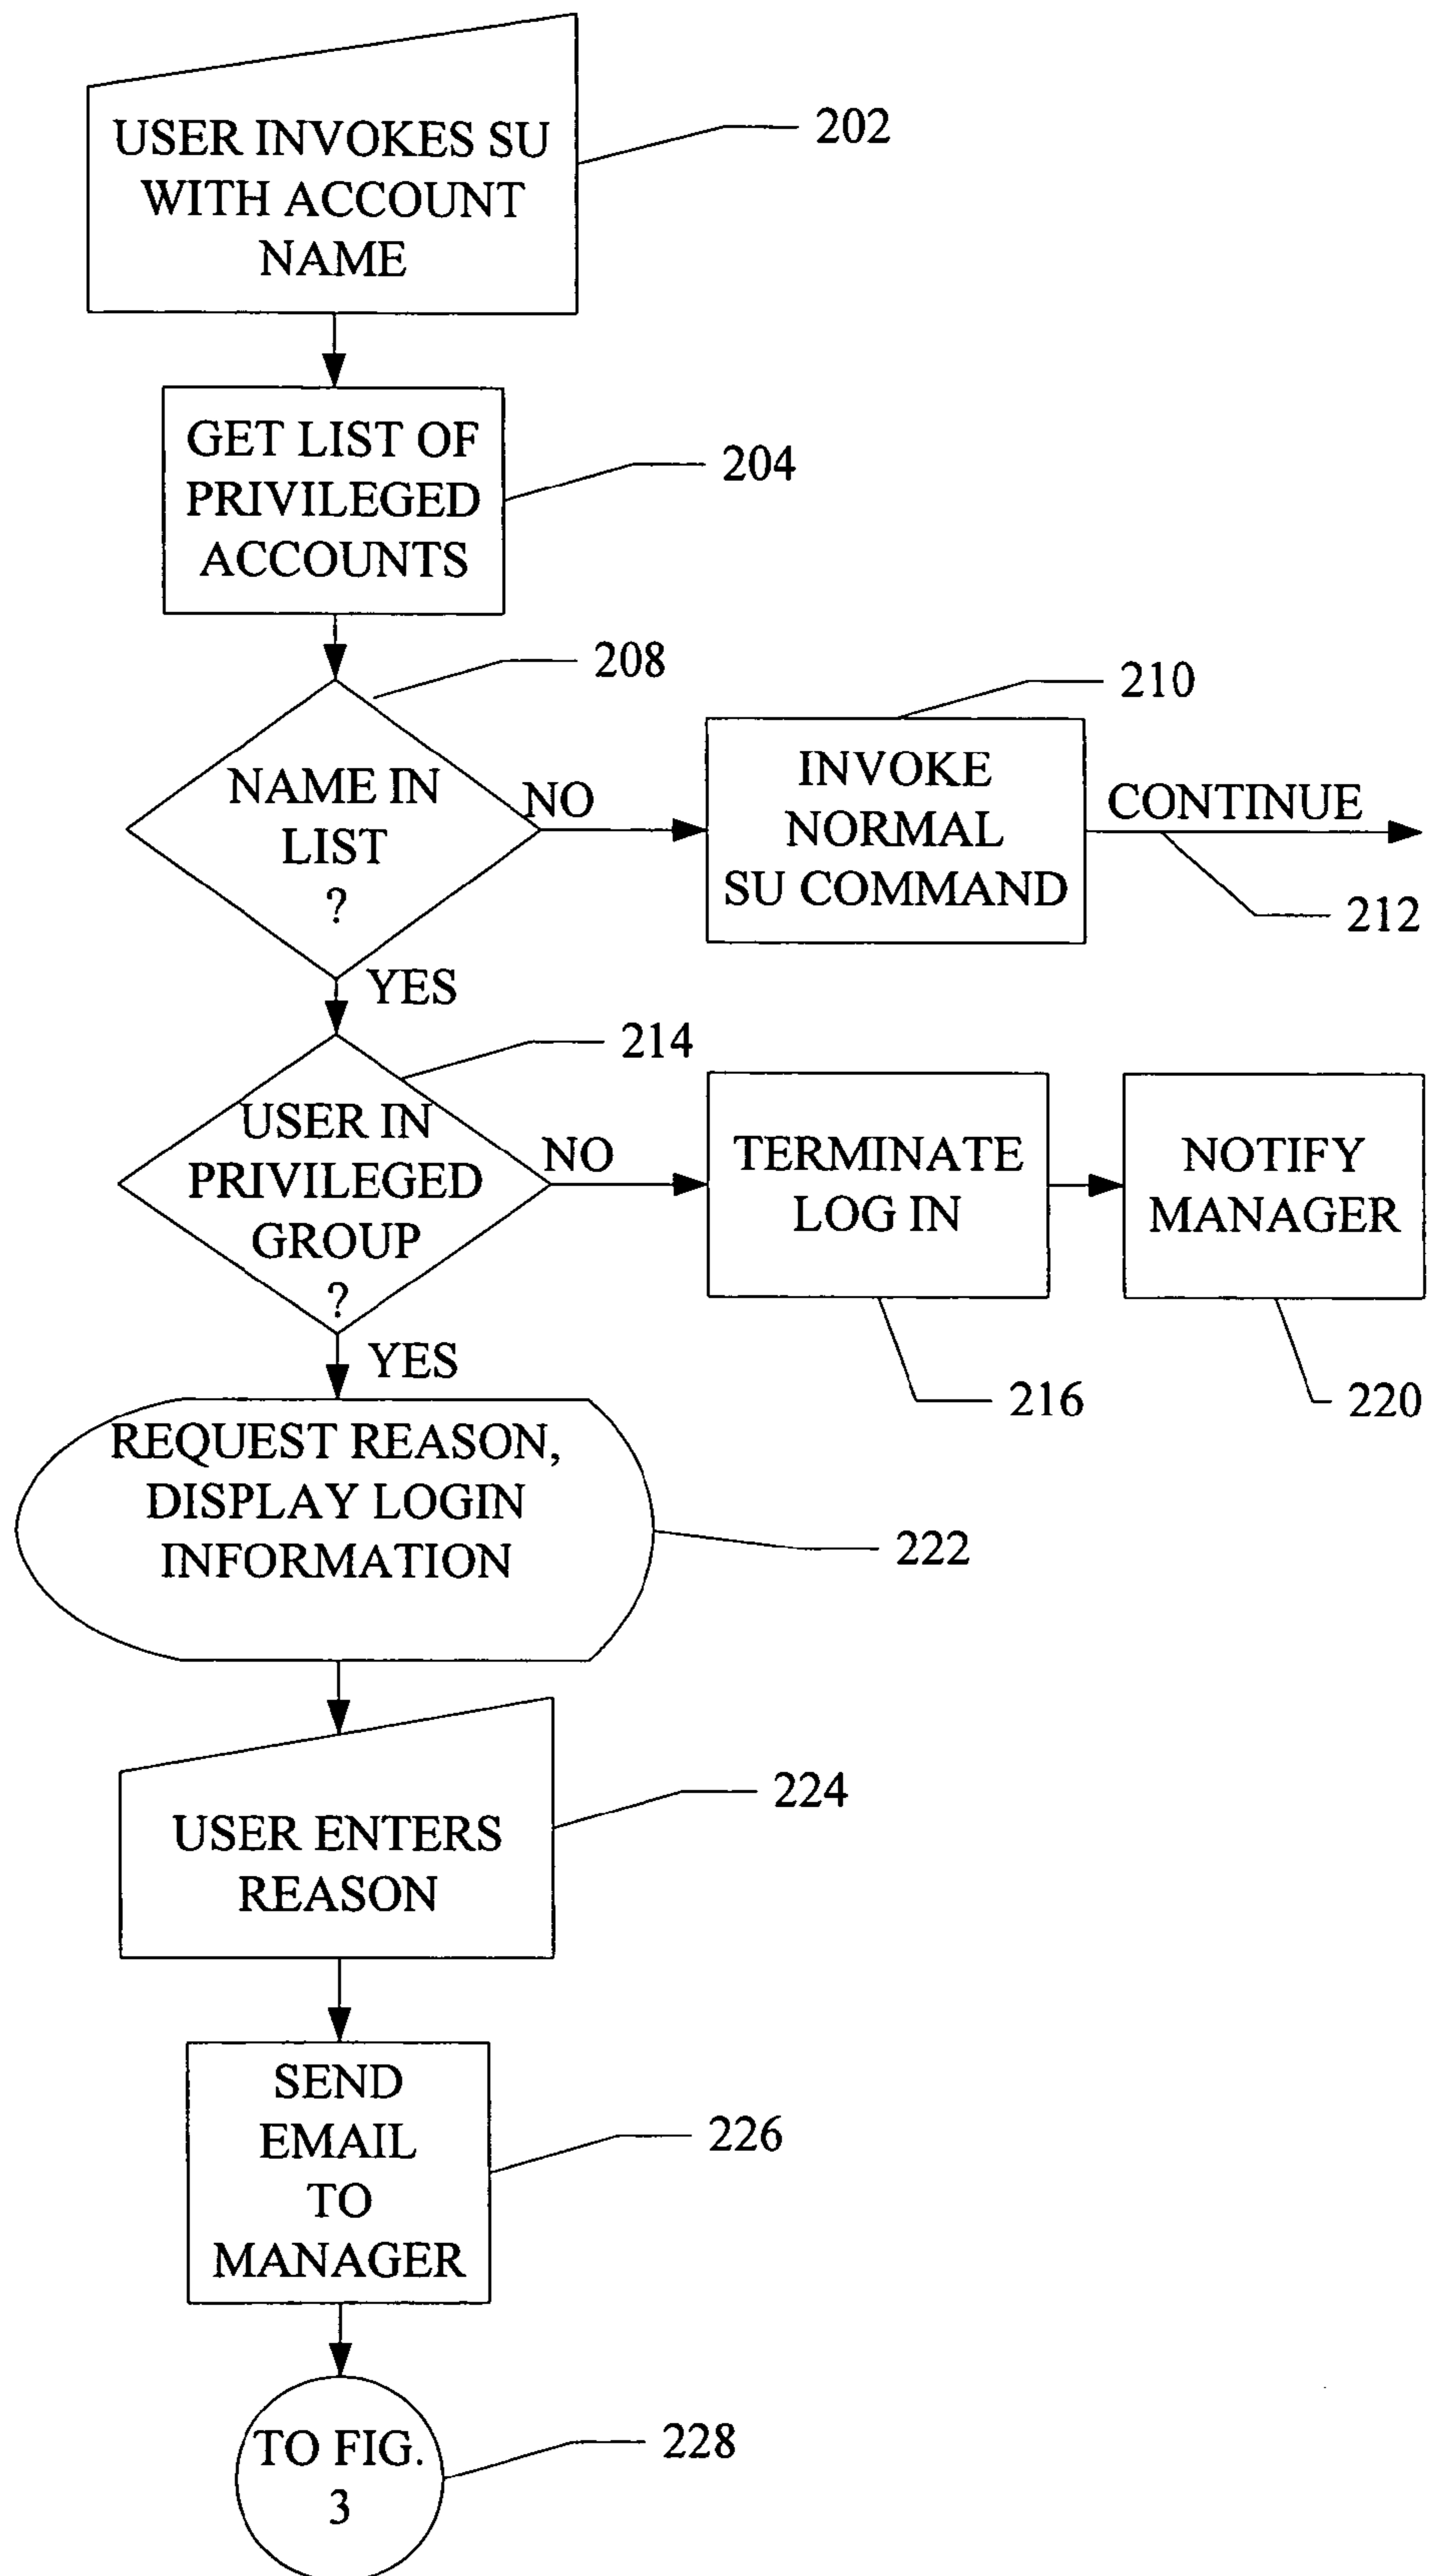 USER INVOKES SU
WITH ACCOUNT
NAME
202
GET LIST OF
PRIVILEGED
ACCOUNTS
204
208
NAME IN
LIST
?
NO
YES
210
INVOKE
NORMAL
SU COMMAND
CONTINUE
212
214
USER IN
PRIVILEGED
GROUP
?
NO
YES
TERMINATE
LOG IN
216
NOTIFY
MANAGER
220
REQUEST REASON,
DISPLAY LOGIN
INFORMATION
222
USER ENTERS
REASON
224
SEND
EMAIL
TO
MANAGER
226
TO FIG.
3
228